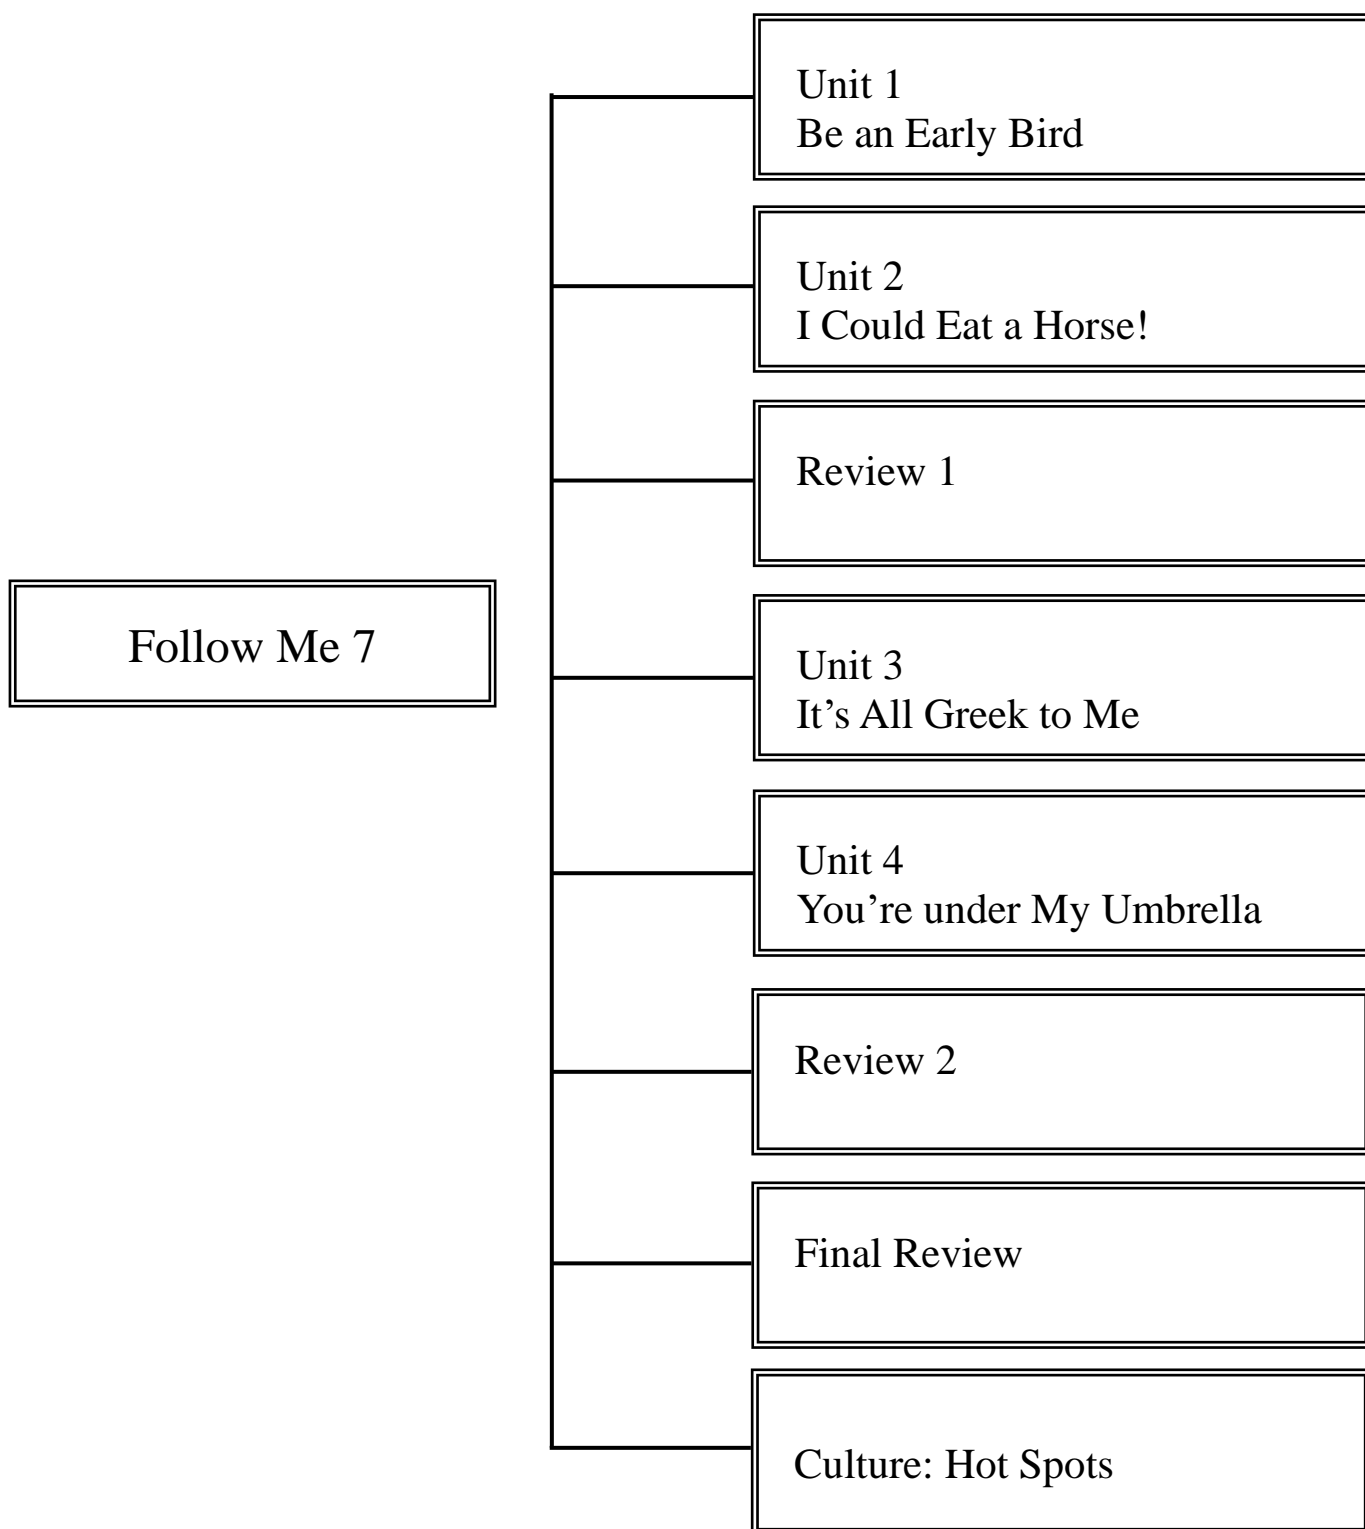 Follow Me 7
Unit 1
Be an Early Bird
Unit 2
I Could Eat a Horse!
Review 1
Unit 3
It’s All Greek to Me
Unit 4
You’re under My Umbrella
Review 2
Final Review
Culture: Hot Spots